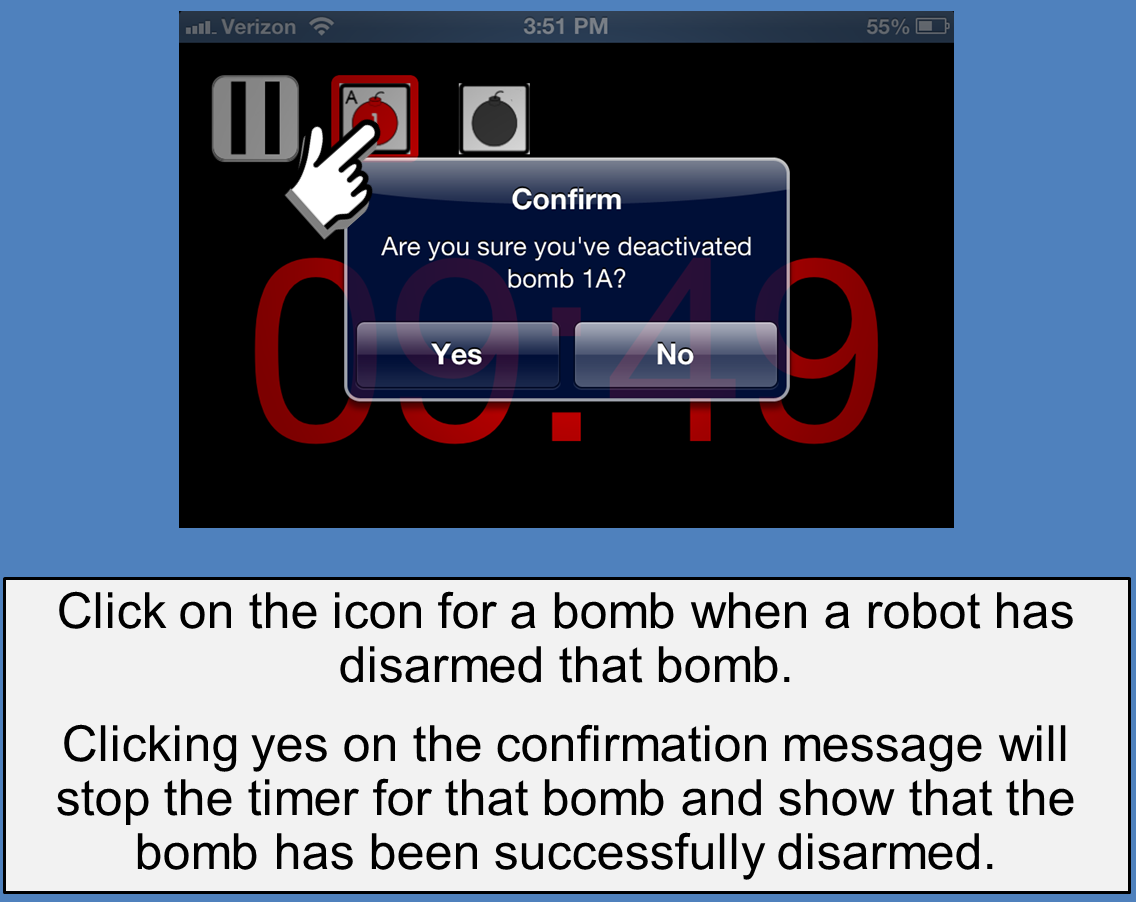 Verizon 3:51 PM 55%
A
1
Confirm
Are you sure you've deactivated
bomb 1A?
09:49
Yes No
Click on the icon for a bomb when a robot has
disarmed that bomb.
Clicking yes on the confirmation message will
stop the timer for that bomb and show that the
bomb has been successfully disarmed.